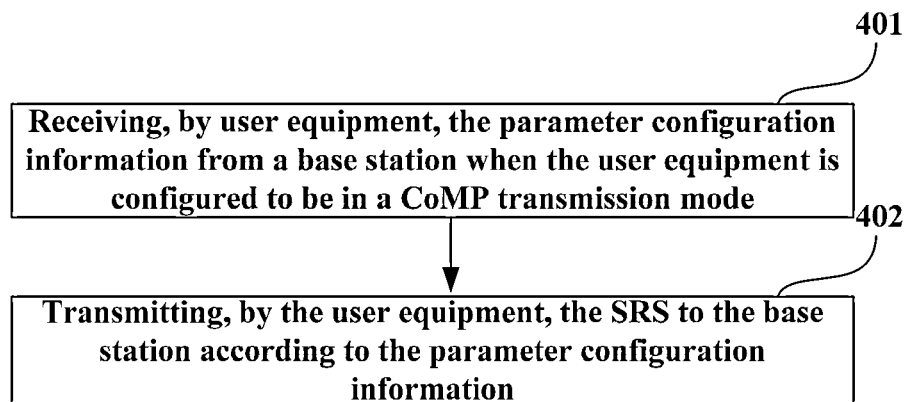 401
Receiving, by user equipment, the parameter configuration
information from a base station when the user equipment is
configured to be in a CoMP transmission mode
402
Transmitting, by the user equipment, the SRS to the base
station according to the parameter configuration
information